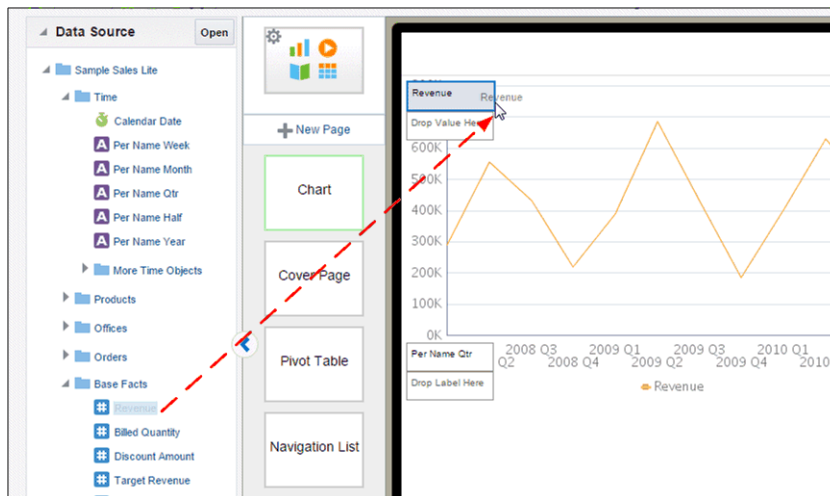 Data Source
Open
Sample Sales Lite
Time
Calendar Date
Per Name Week
Per Name Month
Per Name Qtr
Per Name Half
Per Name Year
More Time Objects
Products
Offices
Orders
Base Facts
Revenue
Billed Quantity
Discount Amount
Target Revenue
New Page
Chart
Cover Page
Pivot Table
Navigation List
Revenue
Revenue
Drop Value Here
600K
500K
400K
300K
200K
100K
0K
Per Name Qtr
Drop Label Here
2008 Q3 2009 Q1 2009 Q3 2010 Q1
Q2 2008 Q4 2009 Q2 2009 Q4 2010
Revenue